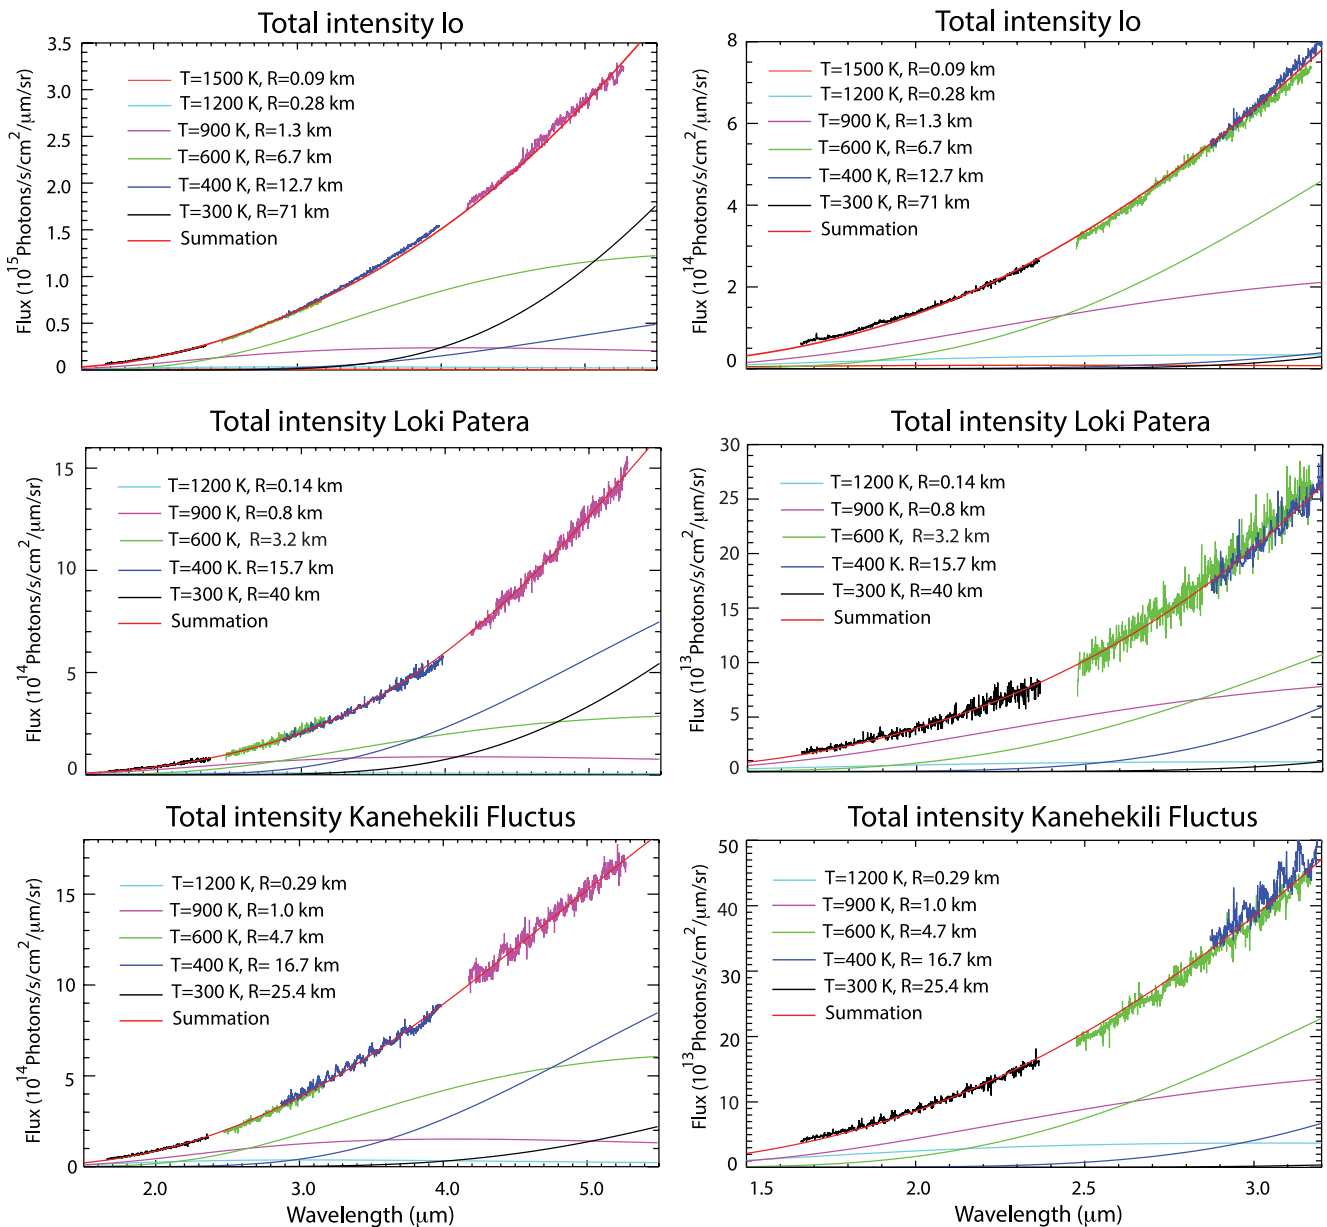 Total intensity Io
Flux (10^15 Photons/s/cm^2/μm/sr)
3.5
3.0
2.5
2.0
1.5
1.0
0.5
0
T=1500 K, R=0.09 km
T=1200 K, R=0.28 km
T=900 K, R=1.3 km
T=600 K, R=6.7 km
T=400 K, R=12.7 km
T=300 K, R=71 km
Summation
Total intensity Io
Flux (10^14 Photons/s/cm^2/μm/sr)
8
6
4
2
0
T=1500 K, R=0.09 km
T=1200 K, R=0.28 km
T=900 K, R=1.3 km
T=600 K, R=6.7 km
T=400 K, R=12.7 km
T=300 K, R=71 km
Summation
Total intensity Loki Patera
Flux (10^14 Photons/s/cm^2/μm/sr)
15
10
5
0
T=1200 K, R=0.14 km
T=900 K, R=0.8 km
T=600 K, R=3.2 km
T=400 K. R=15.7 km
T=300 K, R=40 km
Summation
Total intensity Loki Patera
Flux (10^13 Photons/s/cm^2/μm/sr)
30
25
20
15
10
5
0
T=1200 K, R=0.14 km
T=900 K, R=0.8 km
T=600 K, R=3.2 km
T=400 K. R=15.7 km
T=300 K, R=40 km
Summation
Total intensity Kanehekili Fluctus
Flux (10^14 Photons/s/cm^2/μm/sr)
15
10
5
0
T=1200 K, R=0.29 km
T=900 K, R=1.0 km
T=600 K, R=4.7 km
T=400 K, R= 16.7 km
T=300 K, R=25.4 km
Summation
2.0 3.0 4.0 5.0
Wavelength (μm)
Total intensity Kanehekili Fluctus
Flux (10^13 Photons/s/cm^2/μm/sr)
50
40
30
20
10
0
T=1200 K, R=0.29 km
T=900 K, R=1.0 km
T=600 K, R=4.7 km
T=400 K, R= 16.7 km
T=300 K, R=25.4 km
Summation
1.5 2.0 2.5 3.0
Wavelength (μm)